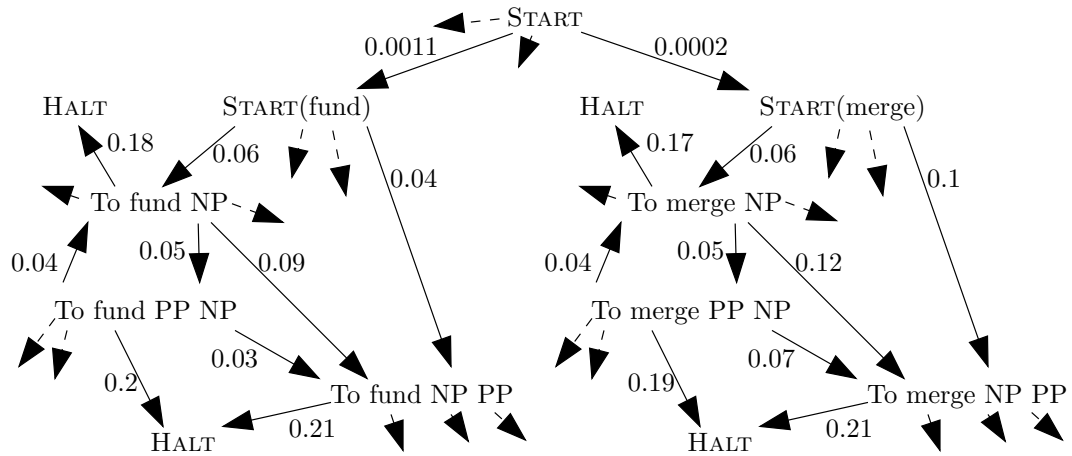 START
0.0011 0.0002
HALT START(fund) HALT START(merge)
0.18 0.06 0.04 0.17 0.06 0.1
To fund NP To merge NP
0.04 0.05 0.09 0.04 0.05 0.12
To fund PP NP To merge PP NP
0.2 0.03 0.19 0.07
To fund NP PP To merge NP PP
HALT 0.21 HALT 0.21